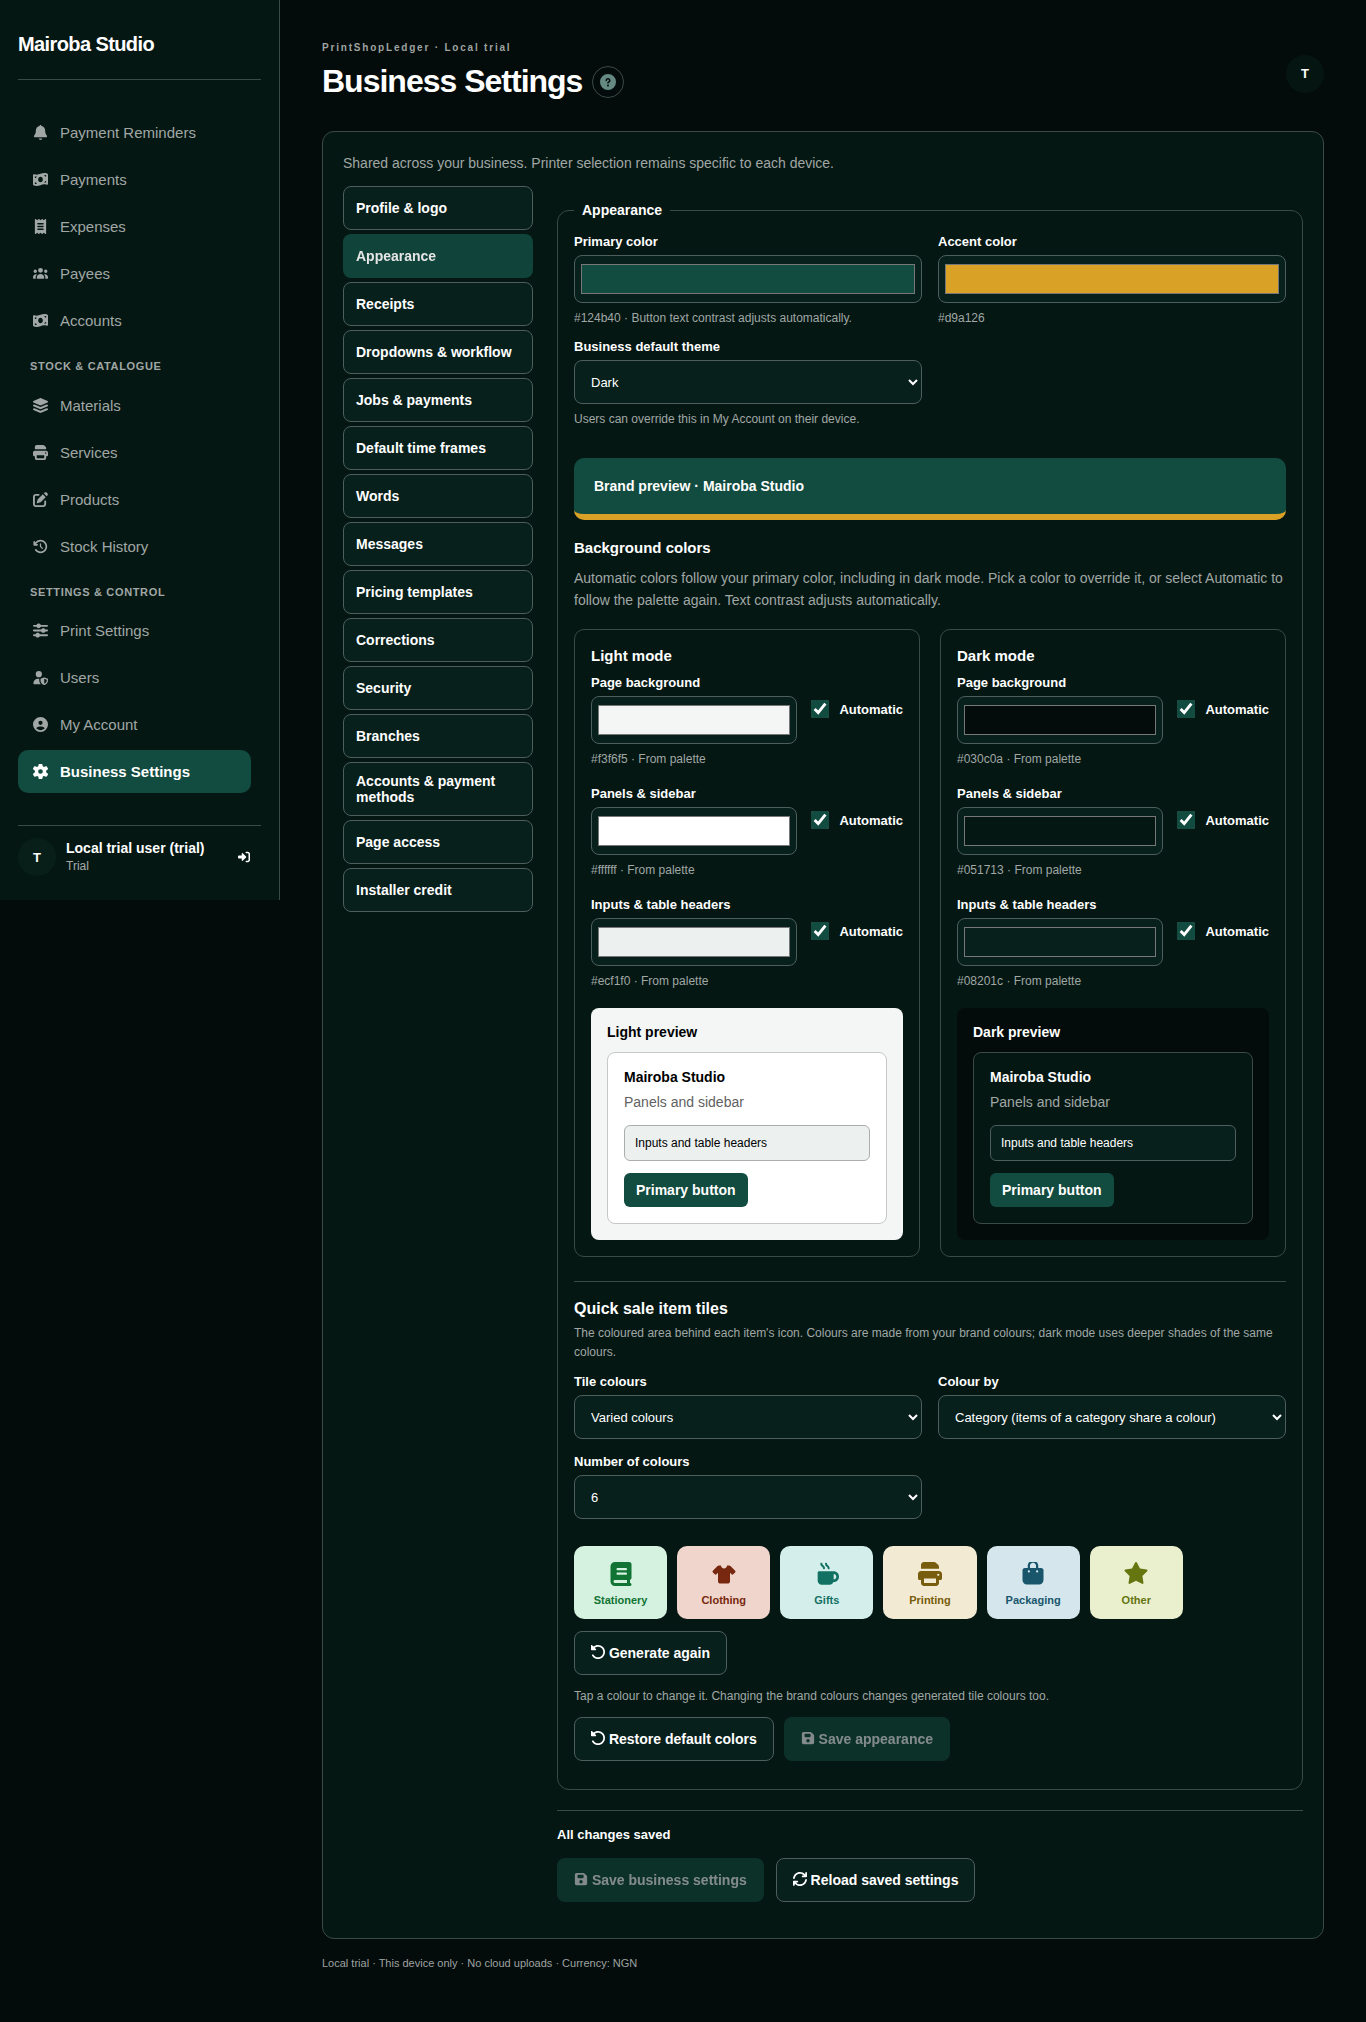 Mairoba Studio
Payment Reminders
Payments
Expenses
Payees
Accounts
STOCK & CATALOGUE
Materials
Services
Products
Stock History
SETTINGS & CONTROL
Print Settings
Users
My Account
Business Settings
T
Local trial user (trial)
Trial
PrintShopLedger · Local trial
Business Settings
?
T
Shared across your business. Printer selection remains specific to each device.
Profile & logo
Appearance
Receipts
Dropdowns & workflow
Jobs & payments
Default time frames
Words
Messages
Pricing templates
Corrections
Security
Branches
Accounts & payment
methods
Page access
Installer credit
Appearance
Primary color
Accent color
#124b40 · Button text contrast adjusts automatically.
#d9a126
Business default theme
Dark
Users can override this in My Account on their device.
Brand preview · Mairoba Studio
Background colors
Automatic colors follow your primary color, including in dark mode. Pick a color to override it, or select Automatic to
follow the palette again. Text contrast adjusts automatically.
Light mode
Page background
Automatic
#f3f6f5 · From palette
Panels & sidebar
Automatic
#ffffff · From palette
Inputs & table headers
Automatic
#ecf1f0 · From palette
Light preview
Mairoba Studio
Panels and sidebar
Inputs and table headers
Primary button
Dark mode
Page background
Automatic
#030c0a · From palette
Panels & sidebar
Automatic
#051713 · From palette
Inputs & table headers
Automatic
#08201c · From palette
Dark preview
Mairoba Studio
Panels and sidebar
Inputs and table headers
Primary button
Quick sale item tiles
The coloured area behind each item's icon. Colours are made from your brand colours; dark mode uses deeper shades of the same
colours.
Tile colours
Colour by
Varied colours
Category (items of a category share a colour)
Number of colours
6
Stationery
Clothing
Gifts
Printing
Packaging
Other
Generate again
Tap a colour to change it. Changing the brand colours changes generated tile colours too.
Restore default colors
Save appearance
All changes saved
Save business settings
Reload saved settings
Local trial · This device only · No cloud uploads · Currency: NGN